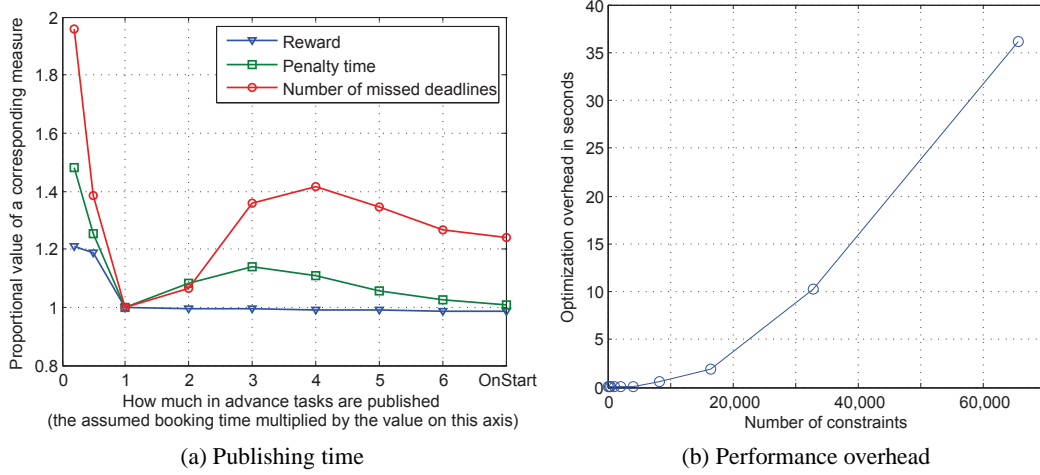 2
1.8
1.6
1.4
1.2
1
0.8
Proportional value of a corresponding measure
Reward
Penalty time
Number of missed deadlines
0 1 2 3 4 5 6 OnStart
How much in advance tasks are published
(the assumed booking time multiplied by the value on this axis)
(a) Publishing time
40
35
30
25
20
15
10
5
0
Optimization overhead in seconds
0 20,000 40,000 60,000
Number of constraints
(b) Performance overhead